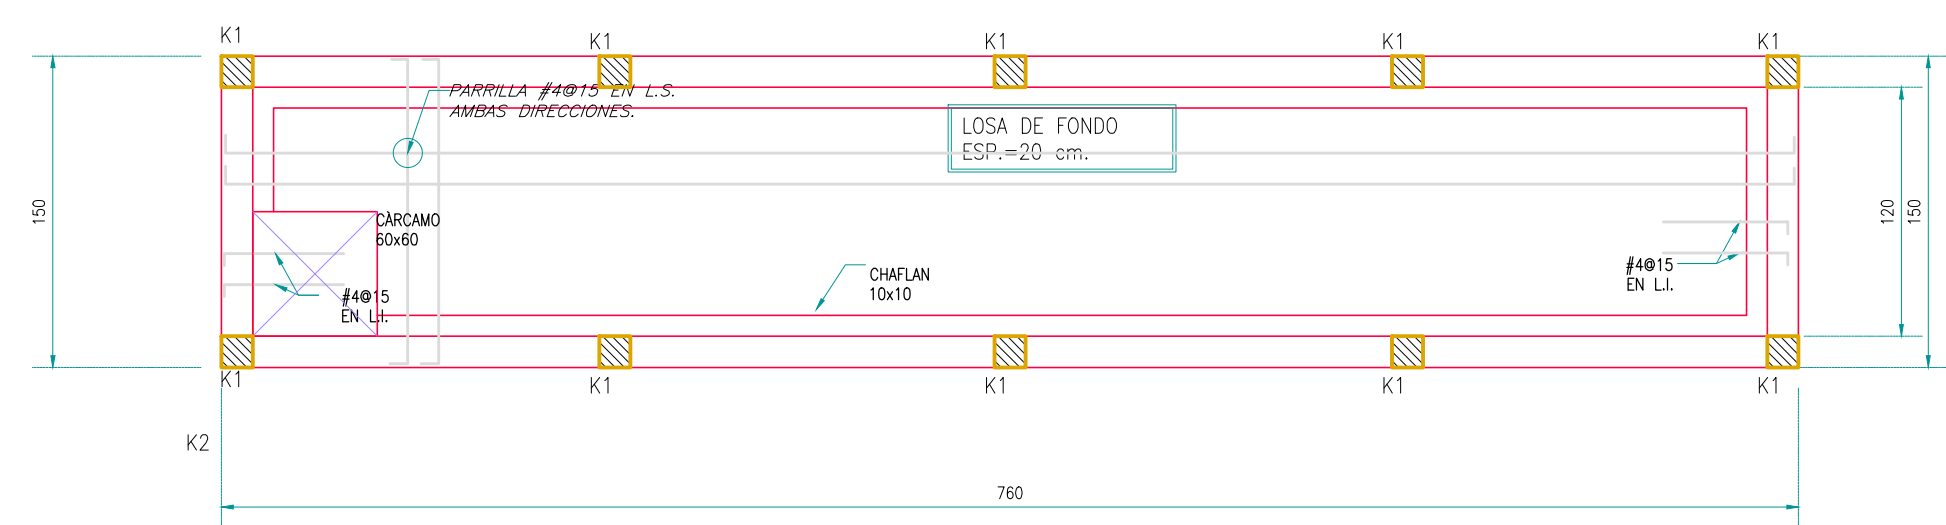 K1
K1
K1
K1
K1
PARRILLA #4@15 EN L.S.
AMBAS DIRECCIONES.
LOSA DE FONDO
ESP.=20 cm.
150
CÀRCAMO
60x60
120
150
#4@15
EN L.I.
CHAFLAN
10x10
#4@15
EN L.I.
K1
K1
K1
K1
K1
K2
760